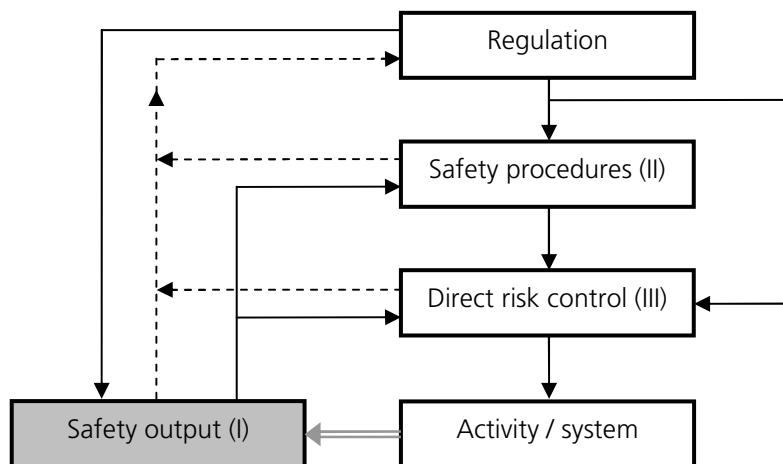 Regulation
Safety procedures (II)
Direct risk control (III)
Safety output (I)
Activity / system